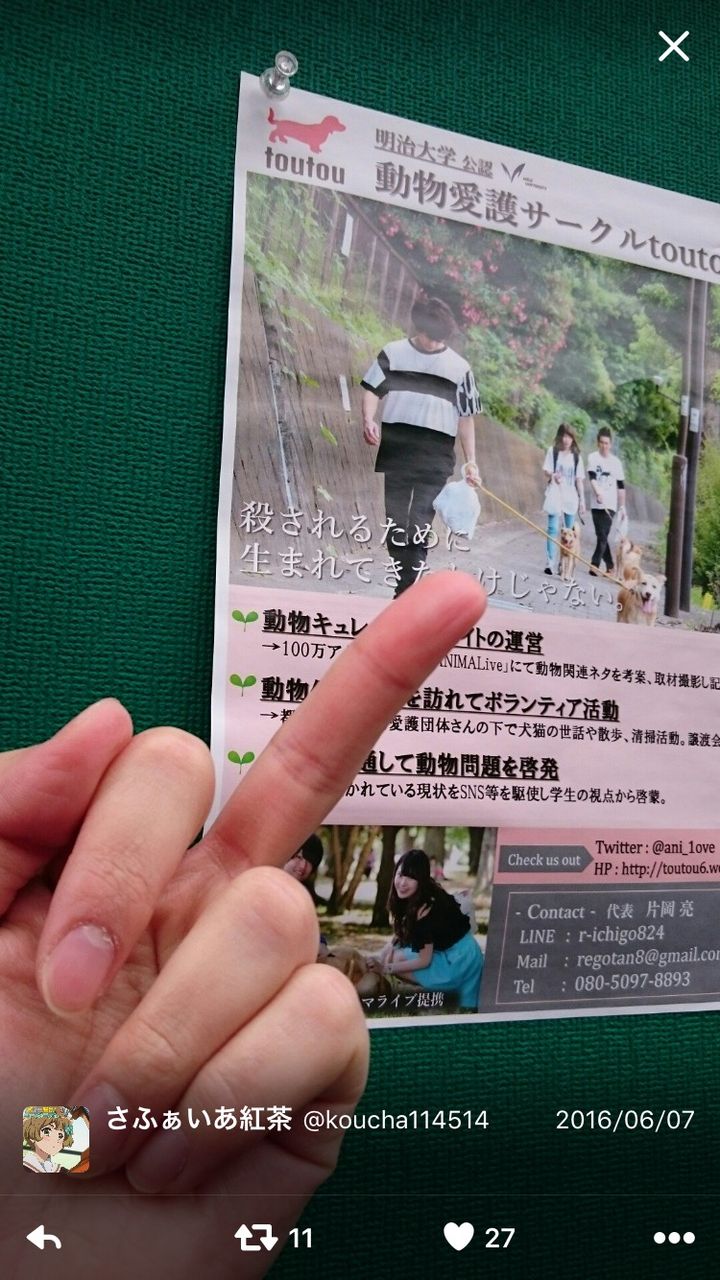 toutou
明治大学 公認
動物愛護サークルtouto
殺されるために
生まれてきた けじゃない。
動物キュレ イトの運営
→100万ア ANIMALive」にて動物関連ネタを考案、取材撮影し記
動物 を訪れてボランティア活動
→ 愛護団体さんの下で犬猫の世話や散歩、清掃活動。譲渡会
通して動物問題を啓発
かれている現状をSNS等を駆使し学生の視点から啓蒙。
Check us out
Twitter : @ani_1ove
HP : http://toutou6.w
- Contact - 代表 片岡 亮
LINE : r-ichigo824
Mail : regotan8@gmail.com
Tel : 080-5097-8893
マライブ提携
さふぁいあ紅茶 @koucha114514 2016/06/07
11 27